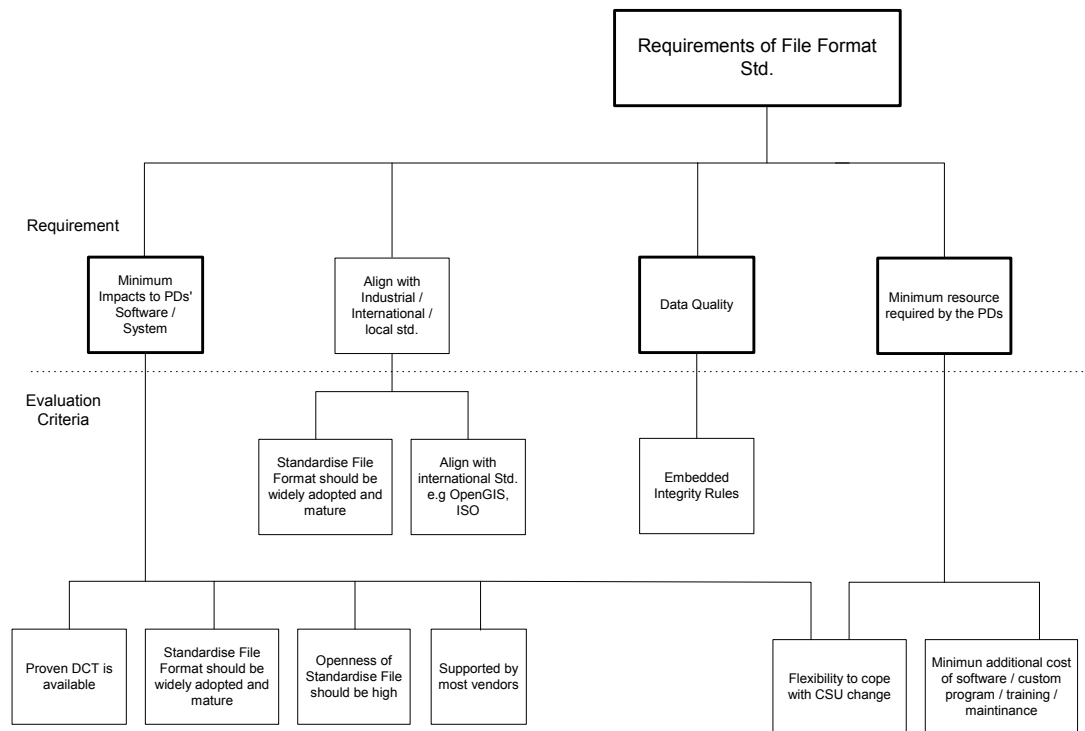 Requirements of File Format
Std.
Requirement
Minimum
Impacts to PDs'
Software /
System
Align with
Industrial /
International /
local std.
Data Quality
Minimum resource
required by the PDs
Evaluation
Criteria
Standardise File
Format should be
widely adopted and
mature
Align with
international Std.
e.g OpenGIS,
ISO
Embedded
Integrity Rules
Proven DCT is
available
Standardise File
Format should be
widely adopted and
mature
Openness of
Standardise File
should be high
Supported by
most vendors
Flexibility to cope
with CSU change
Minimun additional cost
of software / custom
program / training /
maintinance